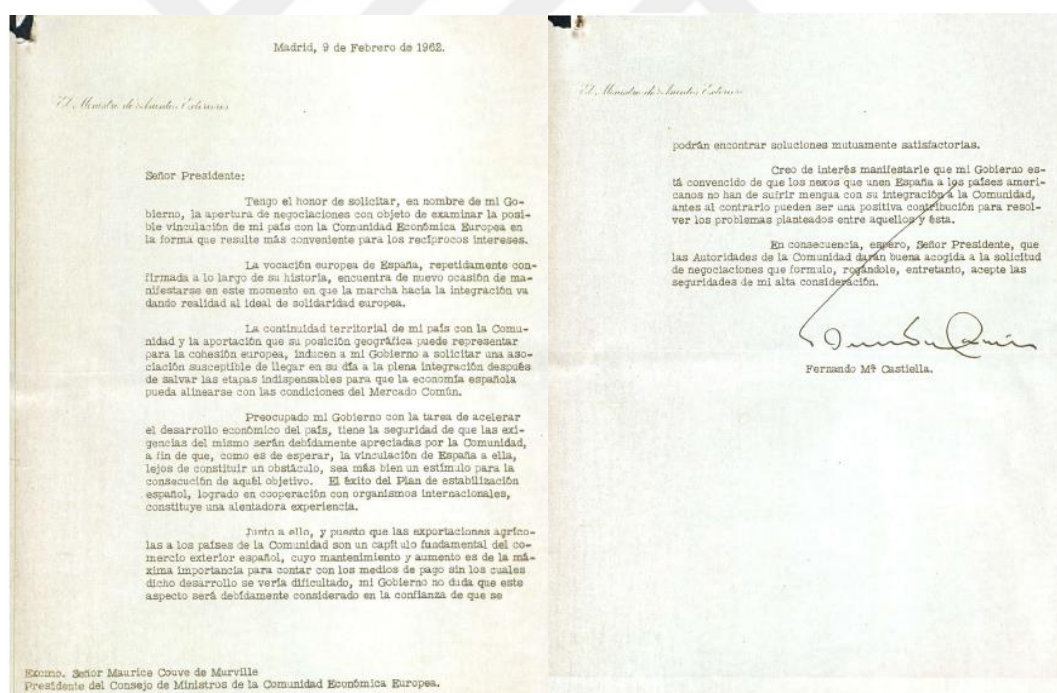 Madrid, 9 de Febrero de 1962.
El Ministro de Asuntos Exteriores
Señor Presidente:
Tengo el honor de solicitar, en nombre de mi Go-
bierno, la apertura de negociaciones con objeto de examinar la posi-
ble vinculación de mi país con la Comunidad Económica Europea en
la forma que resulte más conveniente para los recíprocos intereses.
La vocación europea de España, repetidamente con-
firmada a lo largo de su historia, encuentra de nuevo ocasión de ma-
nifestarse en este momento en que la marcha hacia la integración va
dando realidad al ideal de solidaridad europea.
La continuidad territorial de mi país con la Comu-
nidad y la aportación que su posición geográfica puede representar
para la cohesión europea, inducen a mi Gobierno a solicitar una aso-
ciación susceptible de llegar en su día a la plena integración después
de salvar las etapas indispensables para que la economía española
pueda alinearse con las condiciones del Mercado Común.
Preocupado mi Gobierno con la tarea de acelerar
el desarrollo económico del país, tiene la seguridad de que las exi-
gencias del mismo serán debidamente apreciadas por la Comunidad,
a fin de que, como es de esperar, la vinculación de España a ella,
lejos de constituir un obstáculo, sea más bien un estímulo para la
consecución de aquél objetivo. El éxito del Plan de estabilización
español, logrado en cooperación con organismos internacionales,
constituye una alentadora experiencia.
Junto a ello, y puesto que las exportaciones agríco-
las a los países de la Comunidad son un capítulo fundamental del co-
mercio exterior español, cuyo mantenimiento y aumento es de la má-
xima importancia para contar con los medios de pago sin los cuales
dicho desarrollo se vería dificultado, mi Gobierno no duda que este
aspecto será debidamente considerado en la confianza de que se
Excmo. Señor Maurice Couve de Murville
Presidente del Consejo de Ministros de la Comunidad Económica Europea.
El Ministro de Asuntos Exteriores
podrán encontrar soluciones mutuamente satisfactorias.
Creo de interés manifestarle que mi Gobierno es-
tá convencido de que los nexos que unen España a los países ameri-
canos no han de sufrir mengua con su integración a la Comunidad,
antes al contrario pueden ser una positiva contribución para resol-
ver los problemas planteados entre aquellos y ésta.
En consecuencia, espero, Señor Presidente, que
las Autoridades de la Comunidad darán buena acogida a la solicitud
de negociaciones que formulo, rogándole, entretanto, acepte las
seguridades de mi alta consideración.
Fernando Mª Castiella.